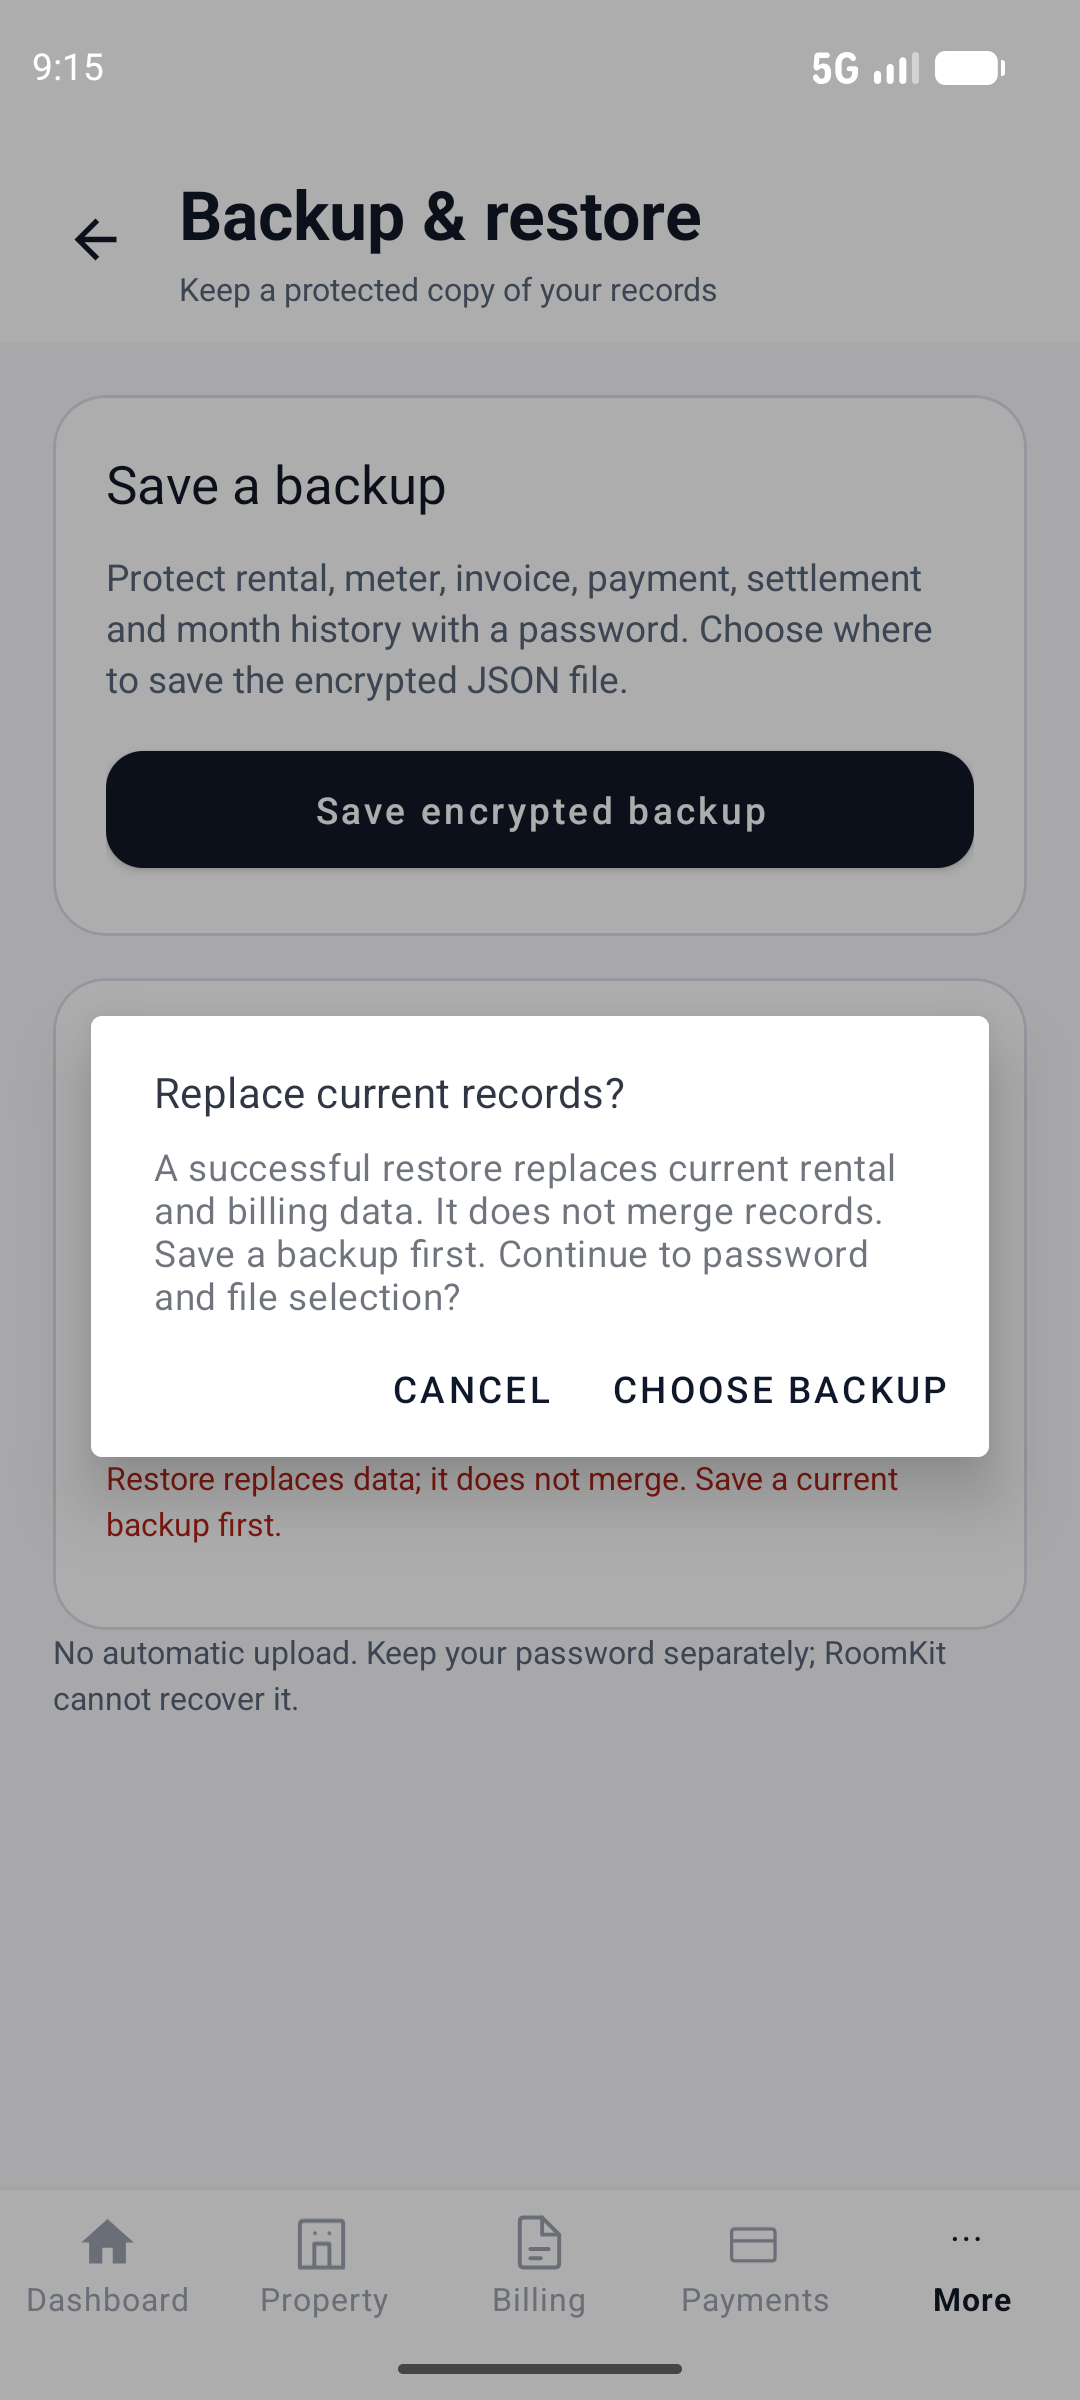 9:15
5G
Backup & restore
Keep a protected copy of your records
Save a backup
Protect rental, meter, invoice, payment, settlement
and month history with a password. Choose where
to save the encrypted JSON file.
Save encrypted backup
Replace current records?
A successful restore replaces current rental
and billing data. It does not merge records.
Save a backup first. Continue to password
and file selection?
CANCEL
CHOOSE BACKUP
Restore replaces data; it does not merge. Save a current
backup first.
No automatic upload. Keep your password separately; RoomKit
cannot recover it.
Dashboard
Property
Billing
Payments
More